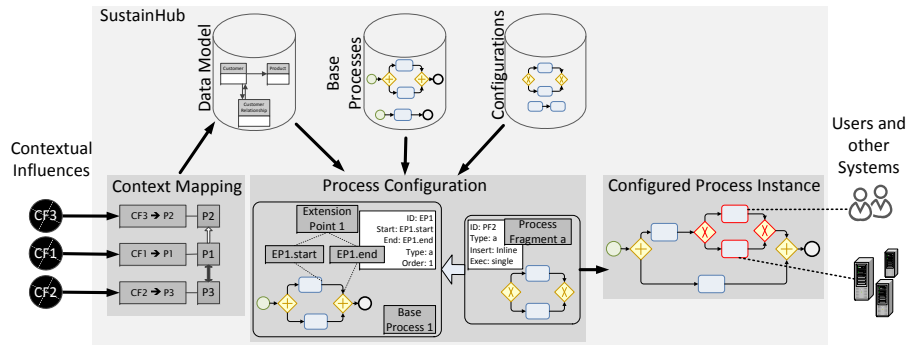 SustainHub
Data Model
Customer
Product
Customer
Relationship
Base
Processes
Configurations
Contextual
Influences
CF3
CF1
CF2
Context Mapping
CF3 ➔ P2
P2
CF1 ➔ P1
P1
CF2 ➔ P3
P3
Process Configuration
Extension
Point 1
EP1.start
EP1.end
ID: EP1
Start: EP1.start
End: EP1.end
Type: a
Order: 1
Base
Process 1
ID: PF2
Type: a
Insert: Inline
Exec: single
Process
Fragment a
Configured Process Instance
Users and
other
Systems